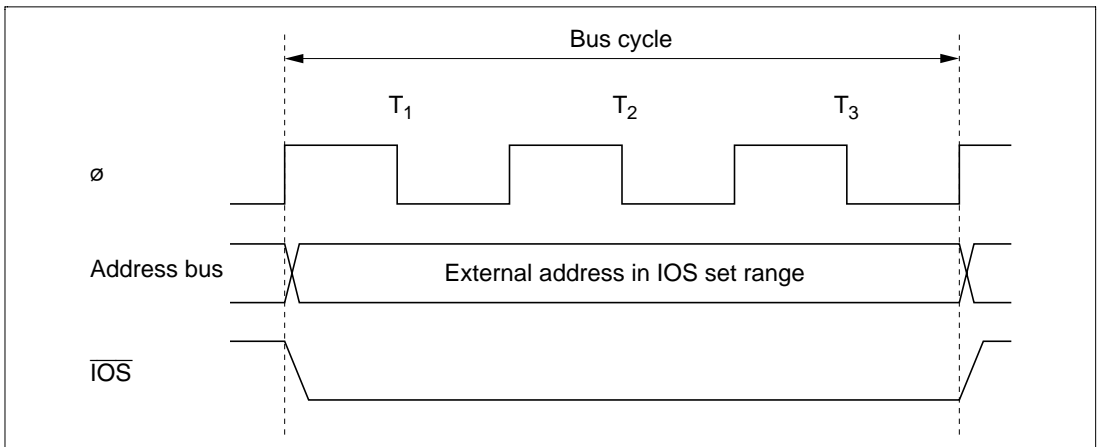 Bus cycle
T1 T2 T3
ø
Address bus External address in IOS set range
IOS